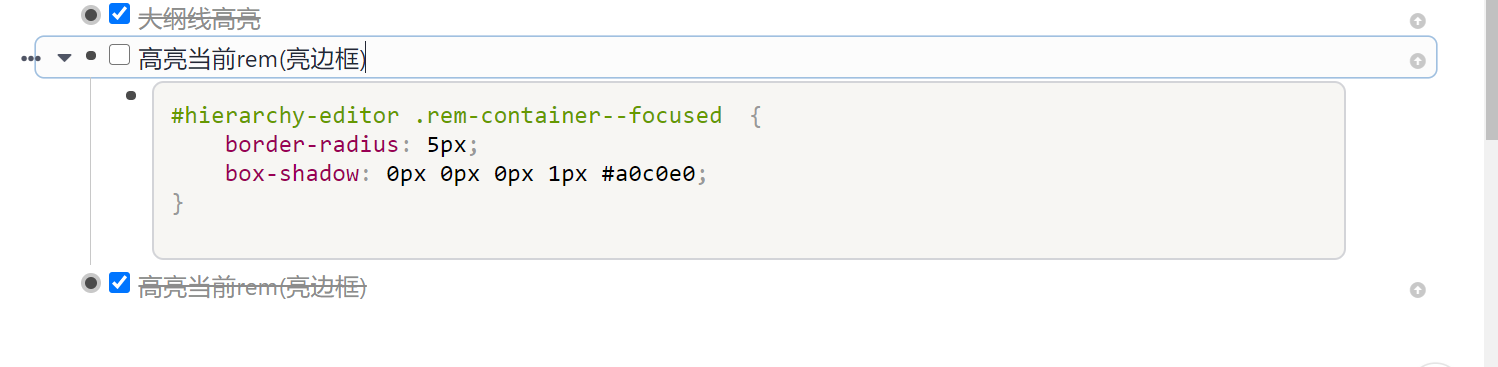 大纲线高亮
高亮当前rem(亮边框)
#hierarchy-editor .rem-container--focused  {
    border-radius: 5px;
    box-shadow: 0px 0px 0px 1px #a0c0e0;
}
高亮当前rem(亮边框)